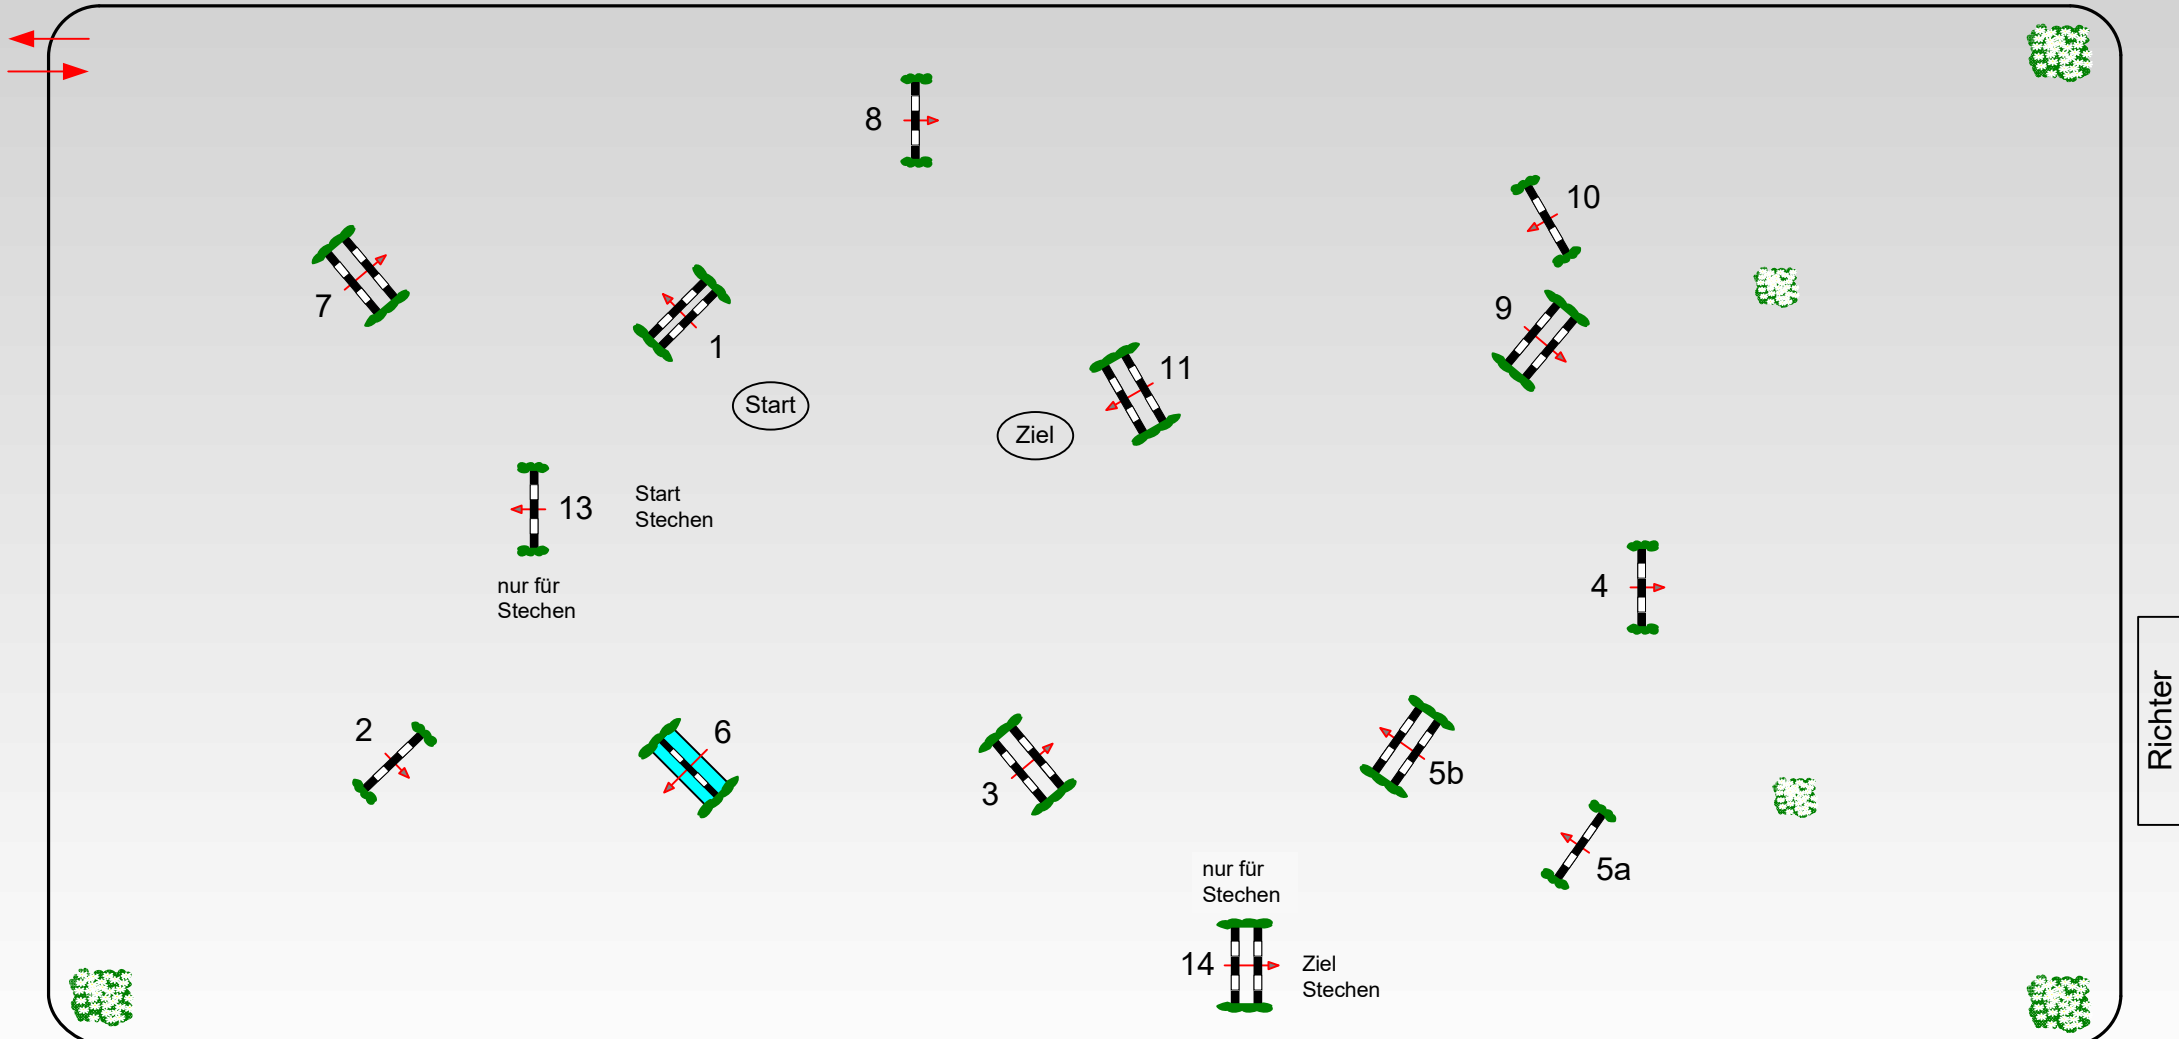 8
10
7
9
1
11
Start
Ziel
13
Start
Stechen
nur für
Stechen
4
Richter
2
6
3
5b
5a
nur für
Stechen
14
Ziel
Stechen